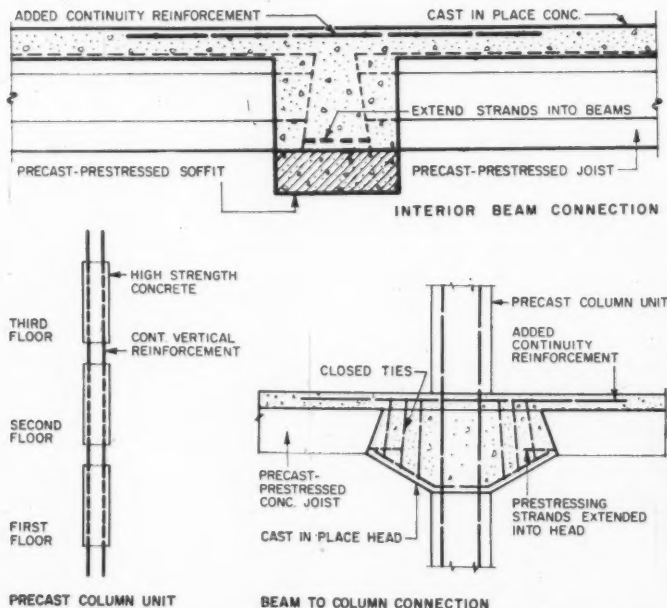 ADDED CONTINUITY REINFORCEMENT
CAST IN PLACE CONC.
EXTEND STRANDS INTO BEAMS
PRECAST-PRESTRESSED SOFFIT
PRECAST-PRESTRESSED JOIST
INTERIOR BEAM CONNECTION
HIGH STRENGTH
CONCRETE
THIRD
FLOOR
CONT. VERTICAL
REINFORCEMENT
SECOND
FLOOR
FIRST
FLOOR
PRECAST COLUMN UNIT
PRECAST COLUMN UNIT
ADDED
CONTINUITY
REINFORCEMENT
CLOSED TIES
PRECAST-
PRESTRESSED
CONC. JOIST
CAST IN PLACE HEAD
PRESTRESSING
STRANDS EXTENDED
INTO HEAD
BEAM TO COLUMN CONNECTION